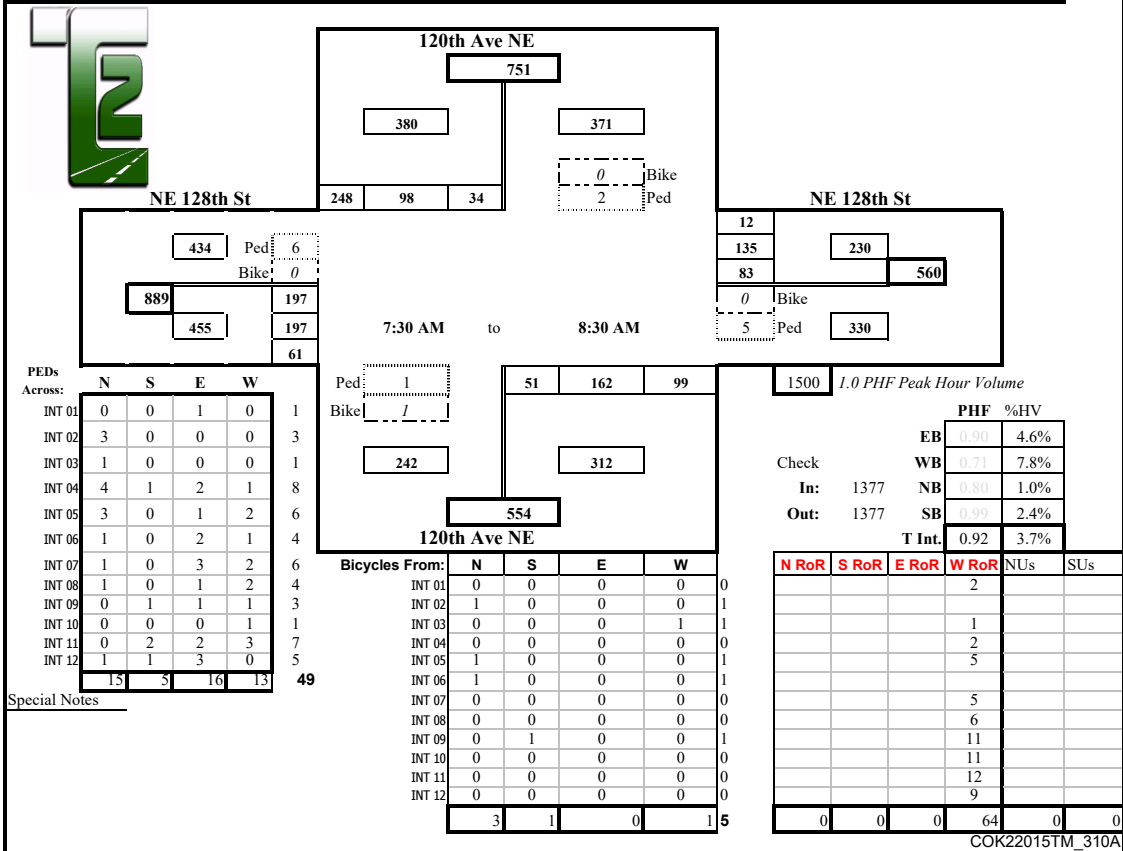 T2
120th Ave NE
751
380 371
0 Bike
NE 128th St 248 98 34 2 Ped NE 128th St
12
434 Ped 6 135 230
Bike 0 83 560
889 197 0 Bike
455 197 7:30 AM to 8:30 AM 5 Ped 330
61
PEDs
Across: N S E W Ped 1 51 162 99 1500 1.0 PHF Peak Hour Volume
INT 01 0 0 1 0 1 Bike 1 PHF %HV
INT 02 3 0 0 0 3 EB 0.90 4.6%
INT 03 1 0 0 0 1 242 312 Check WB 0.71 7.8%
INT 04 4 1 2 1 8 In: 1377 NB 0.80 1.0%
INT 05 3 0 1 2 6 554 Out: 1377 SB 0.99 2.4%
INT 06 1 0 2 1 4 120th Ave NE T Int. 0.92 3.7%
INT 07 1 0 3 2 6 Bicycles From: N S E W N RoR S RoR E RoR W RoR NUs SUs
INT 08 1 0 1 2 4 INT 01 0 0 0 0 0 2
INT 09 0 1 1 1 3 INT 02 1 0 0 0 1
INT 10 0 0 0 1 1 INT 03 0 0 0 1 1 1
INT 11 0 2 2 3 7 INT 04 0 0 0 0 0 2
INT 12 1 1 3 0 5 INT 05 1 0 0 0 1 5
15 5 16 13 49 INT 06 1 0 0 0 1
Special Notes INT 07 0 0 0 0 0 5
INT 08 0 0 0 0 0 6
INT 09 0 1 0 0 1 11
INT 10 0 0 0 0 0 11
INT 11 0 0 0 0 0 12
INT 12 0 0 0 0 0 9
3 1 0 1 5 0 0 0 64 0 0
COK22015TM_310A